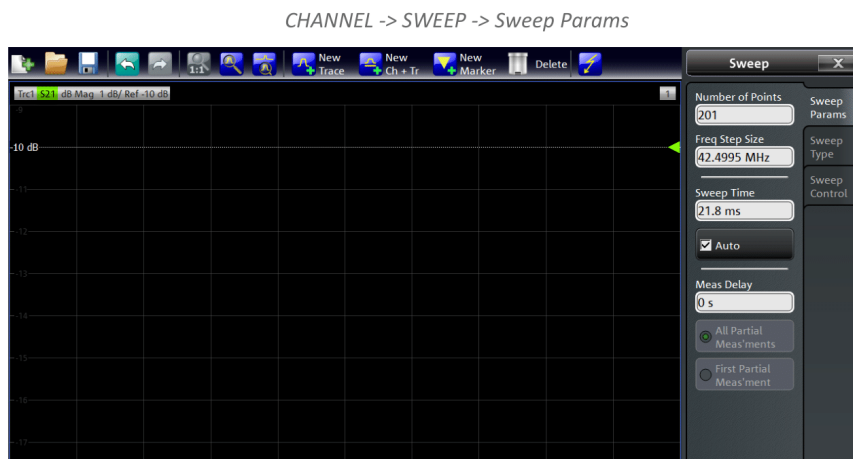 CHANNEL -> SWEEP -> Sweep Params
1:1
New Trace
New Ch + Tr
New Marker
Delete
Trc1 S21 dB Mag 1 dB/ Ref -10 dB
1
-9
-10 dB
-11
-12
-13
-14
-15
-16
-17
Sweep
X
Number of Points
201
Freq Step Size
42.4995 MHz
Sweep Time
21.8 ms
Auto
Meas Delay
0 s
All Partial
Meas'ments
First Partial
Meas'ment
Sweep
Params
Sweep
Type
Sweep
Control